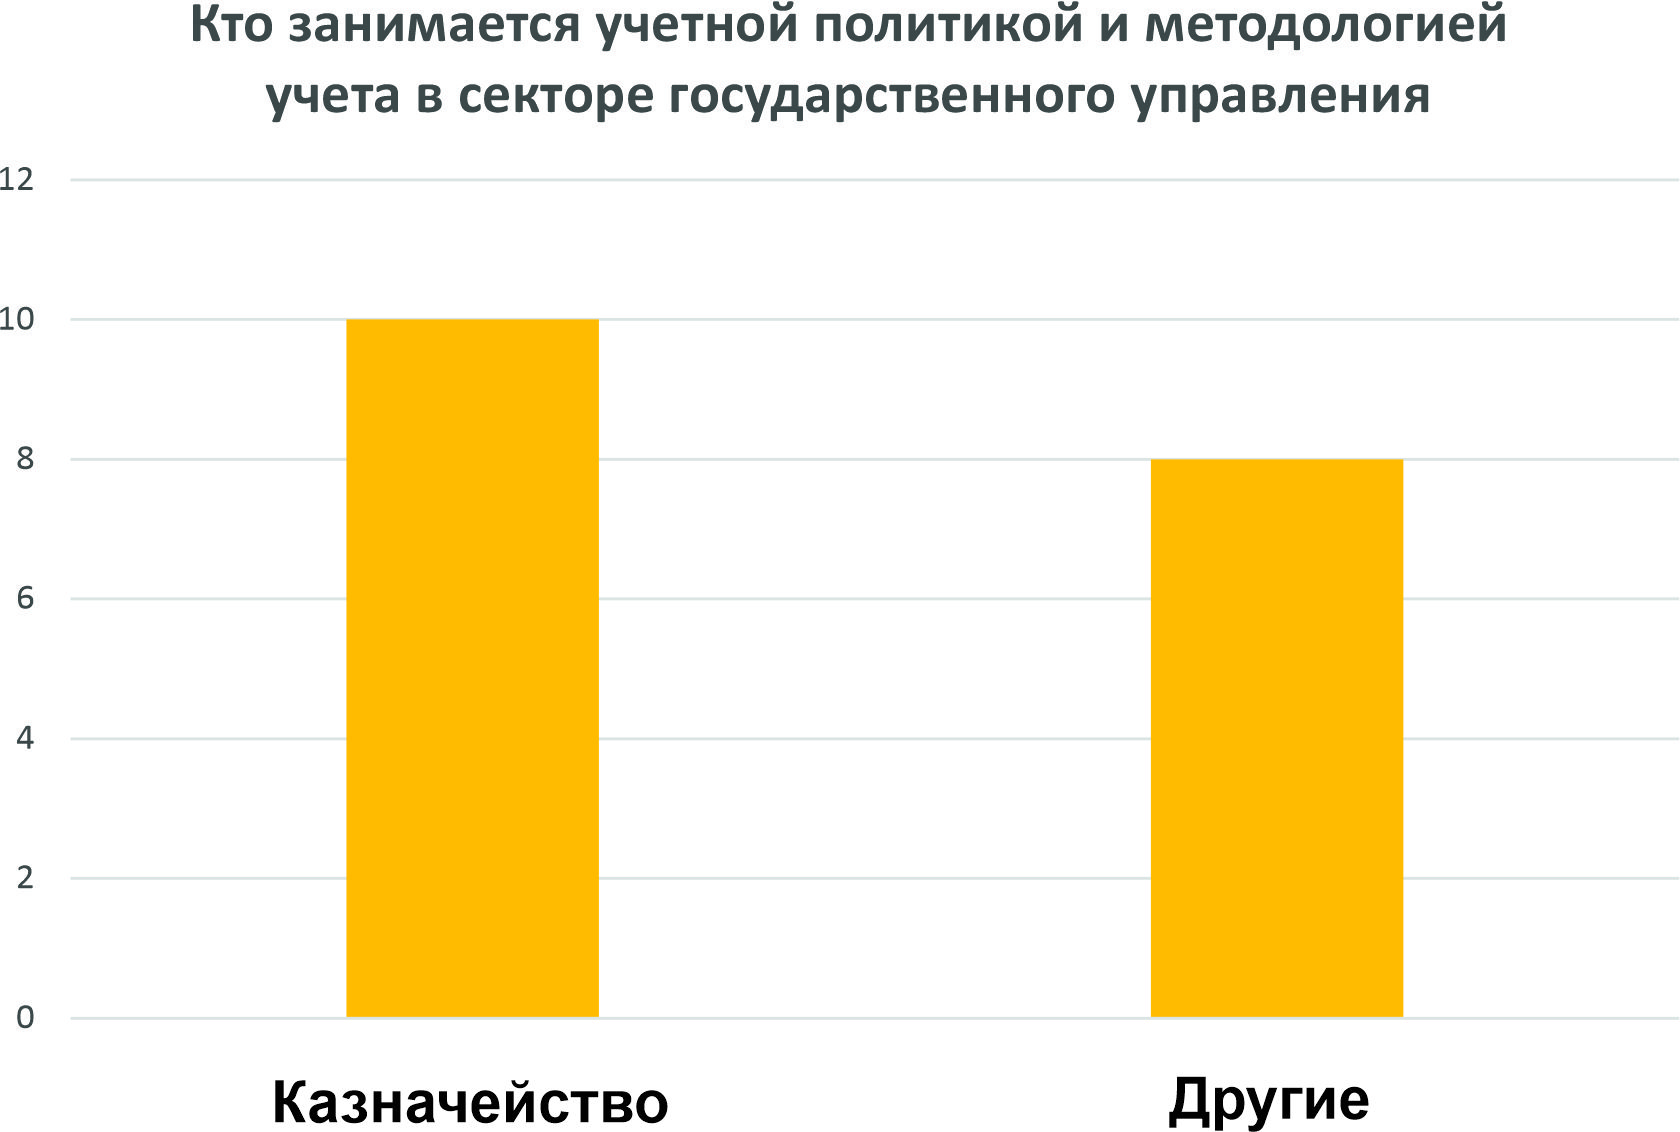 Кто занимается учетной политикой и методологией
учета в секторе государственного управления
12
10
8
6
4
2
0
Казначейство
Другие